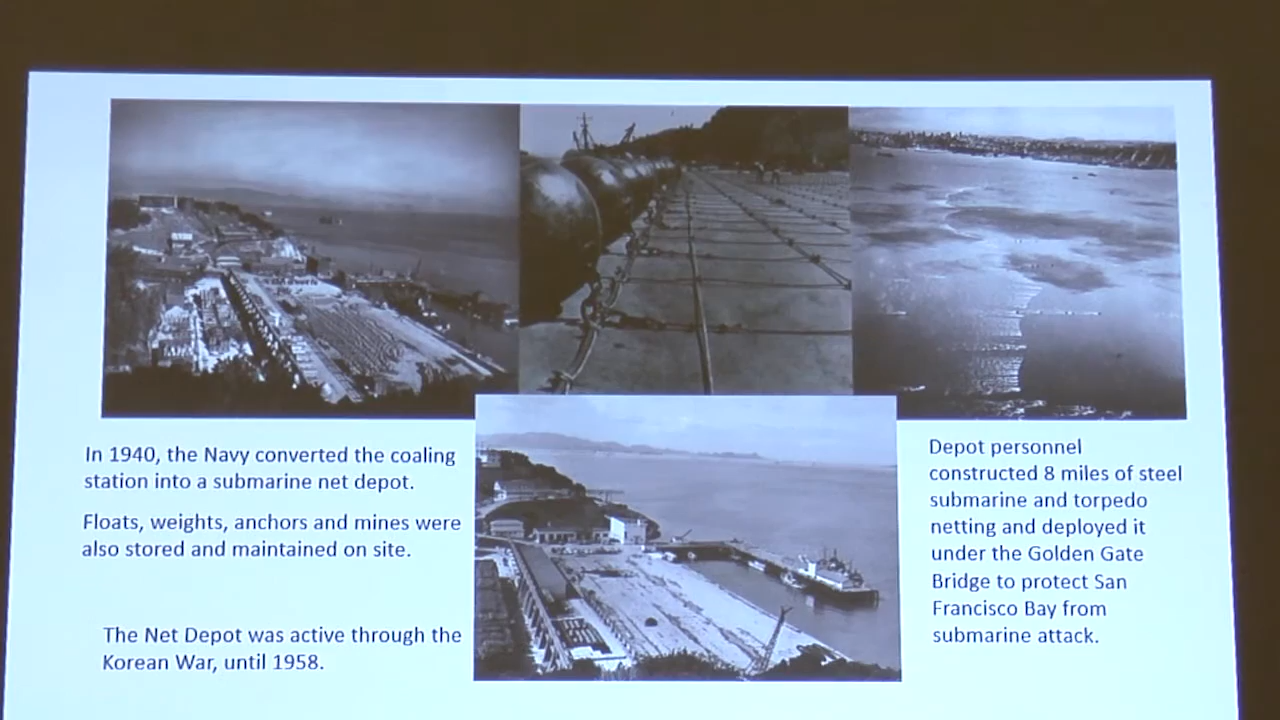 In 1940, the Navy converted the coaling
station into a submarine net depot.
Floats, weights, anchors and mines were
also stored and maintained on site.
The Net Depot was active through the
Korean War, until 1958.
Depot personnel
constructed 8 miles of steel
submarine and torpedo
netting and deployed it
under the Golden Gate
Bridge to protect San
Francisco Bay from
submarine attack.